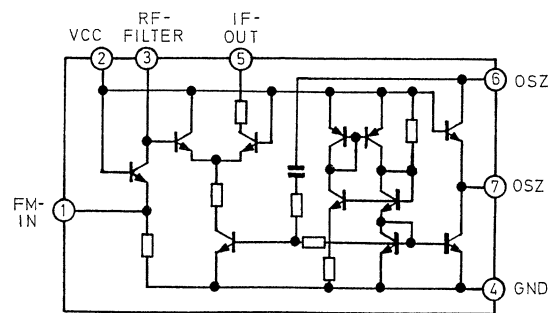 RF-
FILTER
IF-
OUT
VCC
2
3
5
6
OSZ
7
OSZ
FM-
IN
1
4
GND